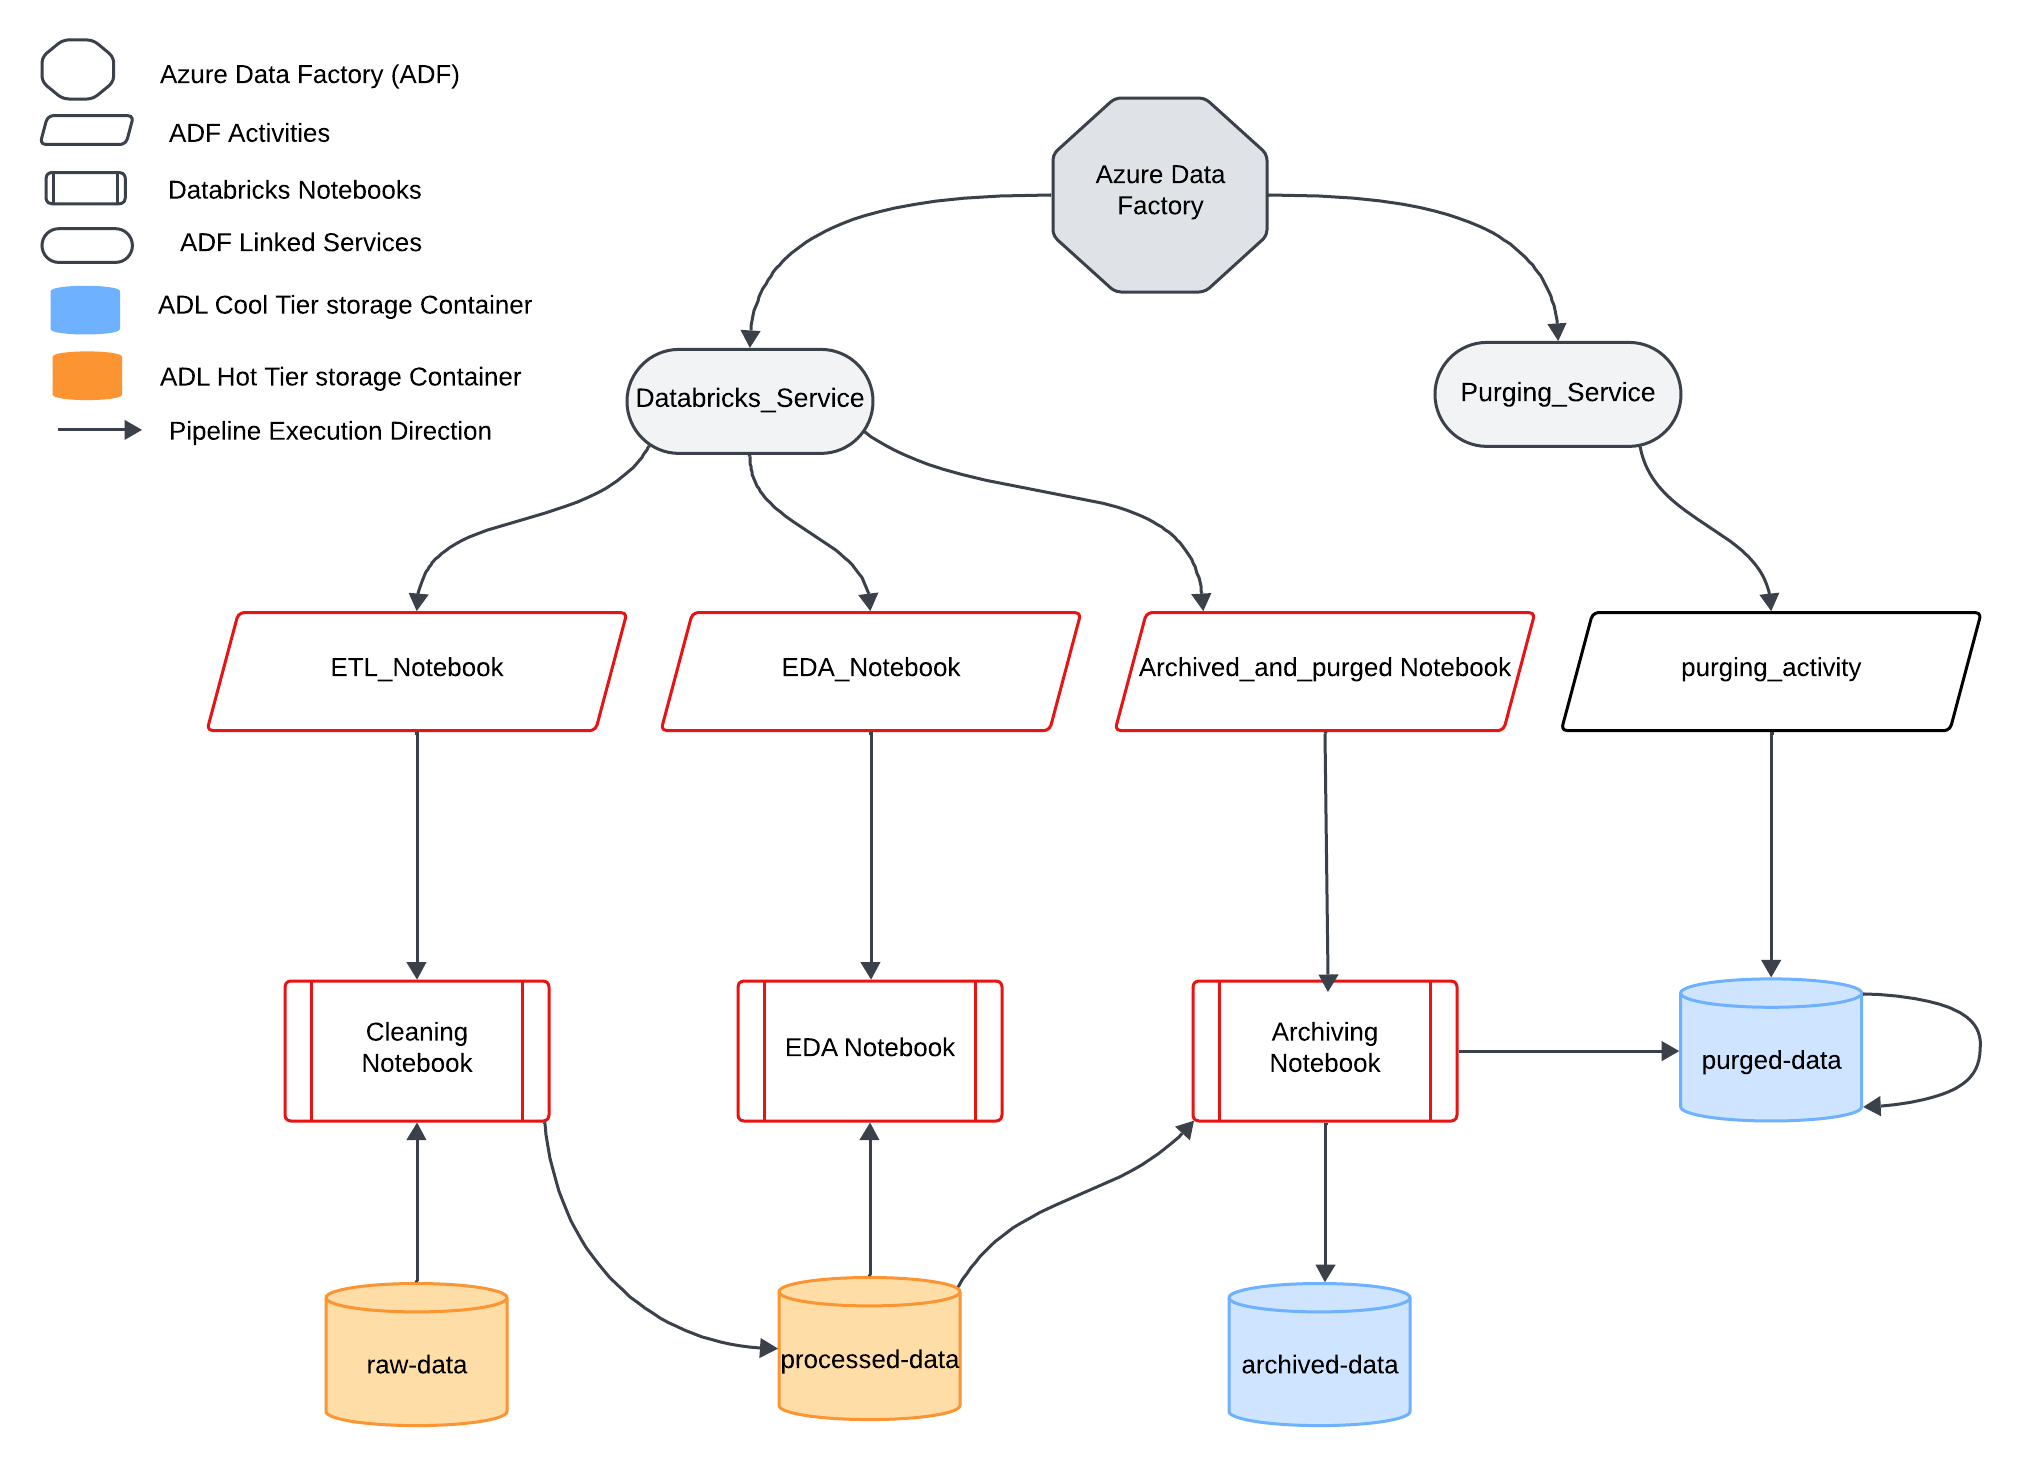 Azure Data Factory (ADF)
ADF Activities
Databricks Notebooks
ADF Linked Services
ADL Cool Tier storage Container
ADL Hot Tier storage Container
Pipeline Execution Direction
Azure Data
Factory
Databricks_Service
Purging_Service
ETL_Notebook
EDA_Notebook
Archived_and_purged Notebook
purging_activity
Cleaning
Notebook
EDA Notebook
Archiving
Notebook
purged-data
raw-data
processed-data
archived-data